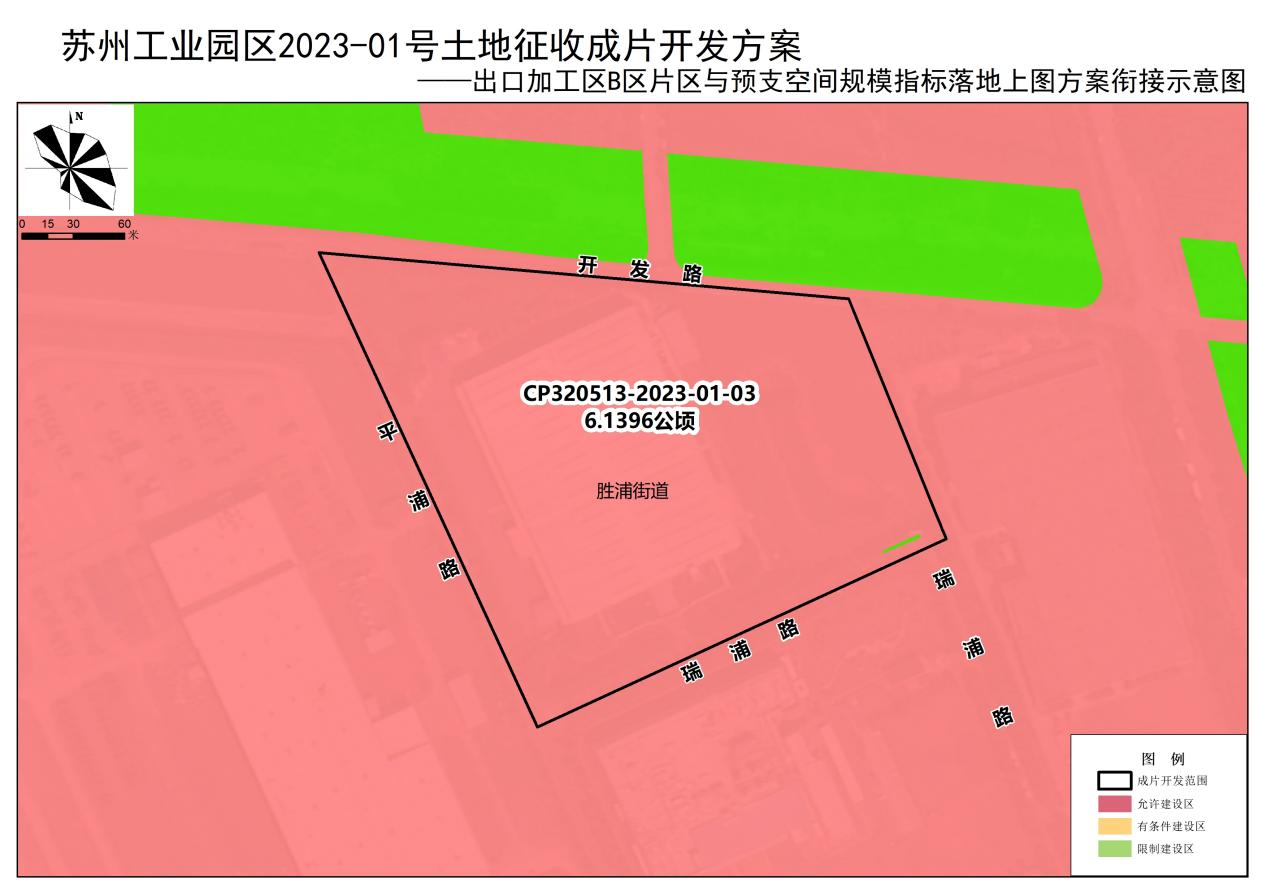 苏州工业园区2023-01号土地征收成片开发方案
——出口加工区B区片区与预支空间规模指标落地上图方案衔接示意图
N
0 15 30 60 米
开发路
CP320513-2023-01-03
6.1396公顷
平浦路
胜浦街道
瑞浦路
瑞浦路
图 例
成片开发范围
允许建设区
有条件建设区
限制建设区